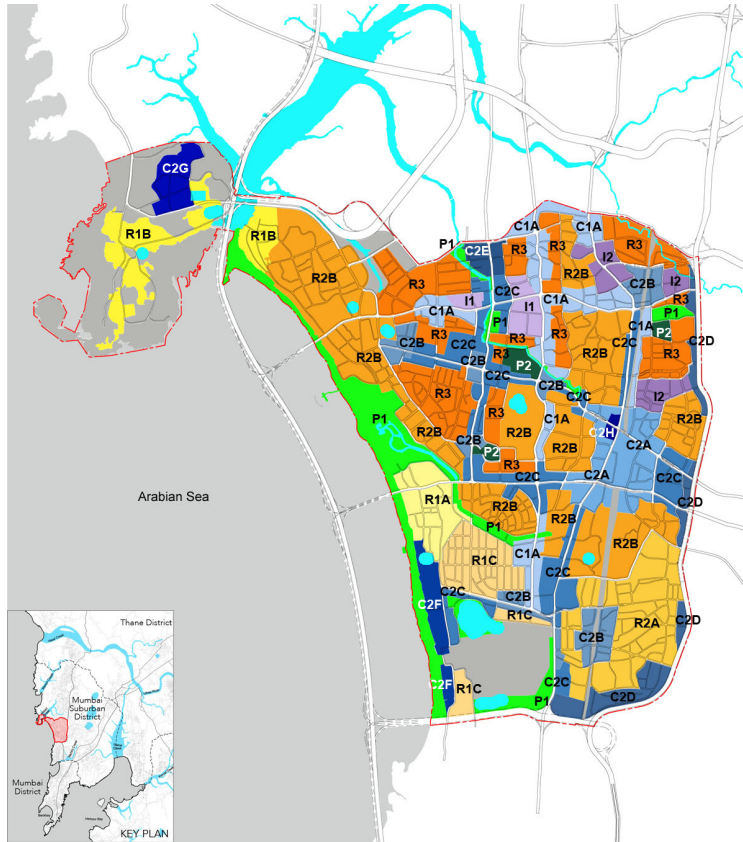 C2G
R1B
R1B
R2B
R3
P1
C2E
R3
C1A
R3
C1A
R3
R2B
I2
C2B
I2
R3
P1
C1A
P2
C2D
R3
C2C
I1
I1
C1A
C1A
P1
R3
R3
R3
C2B
C2C
C2B
R3
P2
C2C
C2B
C2C
R2B
C2C
R2B
R3
R3
I2
R2B
P1
R2B
C2B
R2B
C1A
C2H
C2A
P2
R3
R2B
C2A
C2C
C2C
C2D
Arabian Sea
R1A
R2B
P1
R2B
R2B
C1A
R1C
C2C
C2F
C2C
C2B
R1C
R2A
C2D
C2B
C2F
R1C
C2C
C2D
P1
Thane District
Mumbai
Suburban
District
Mumbai
District
KEY PLAN